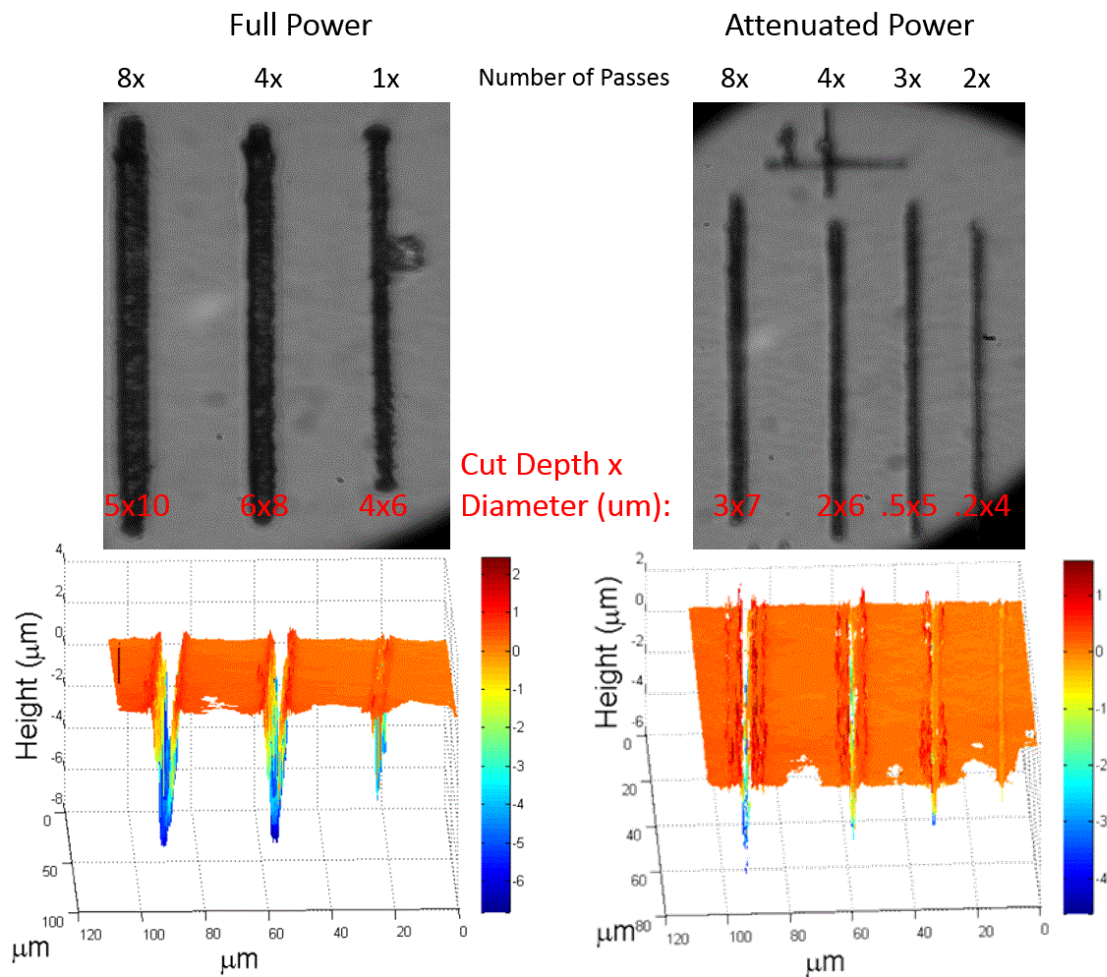 Full Power
Attenuated Power
8x 4x 1x Number of Passes 8x 4x 3x 2x
Cut Depth x
Diameter (um):
5x10 6x8 4x6 3x7 2x6 .5x5 .2x4
Height (μm)
4
2
0
-2
-4
-6
-8
0
50
100
120 100 80 60 40 20 0
μm
μm
2
1
0
-1
-2
-3
-4
-5
-6
Height (μm)
2
0
-2
-4
-6
0
20
40
60
80
120 100 80 60 40 20 0
μm
μm
1
0
-1
-2
-3
-4